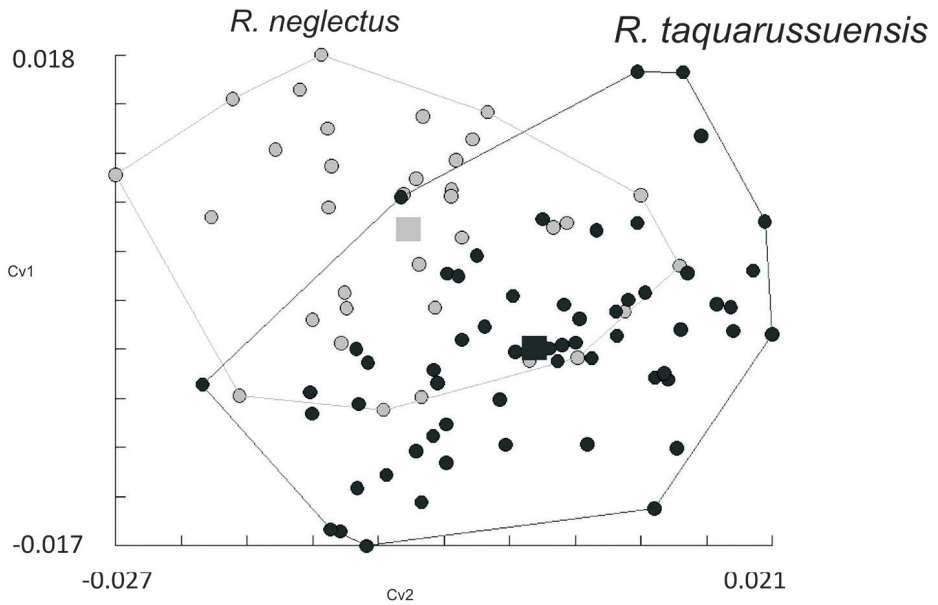 R. neglectus
R. taquarussuensis
0.018
Cv1
-0.017
-0.027
0.021
Cv2